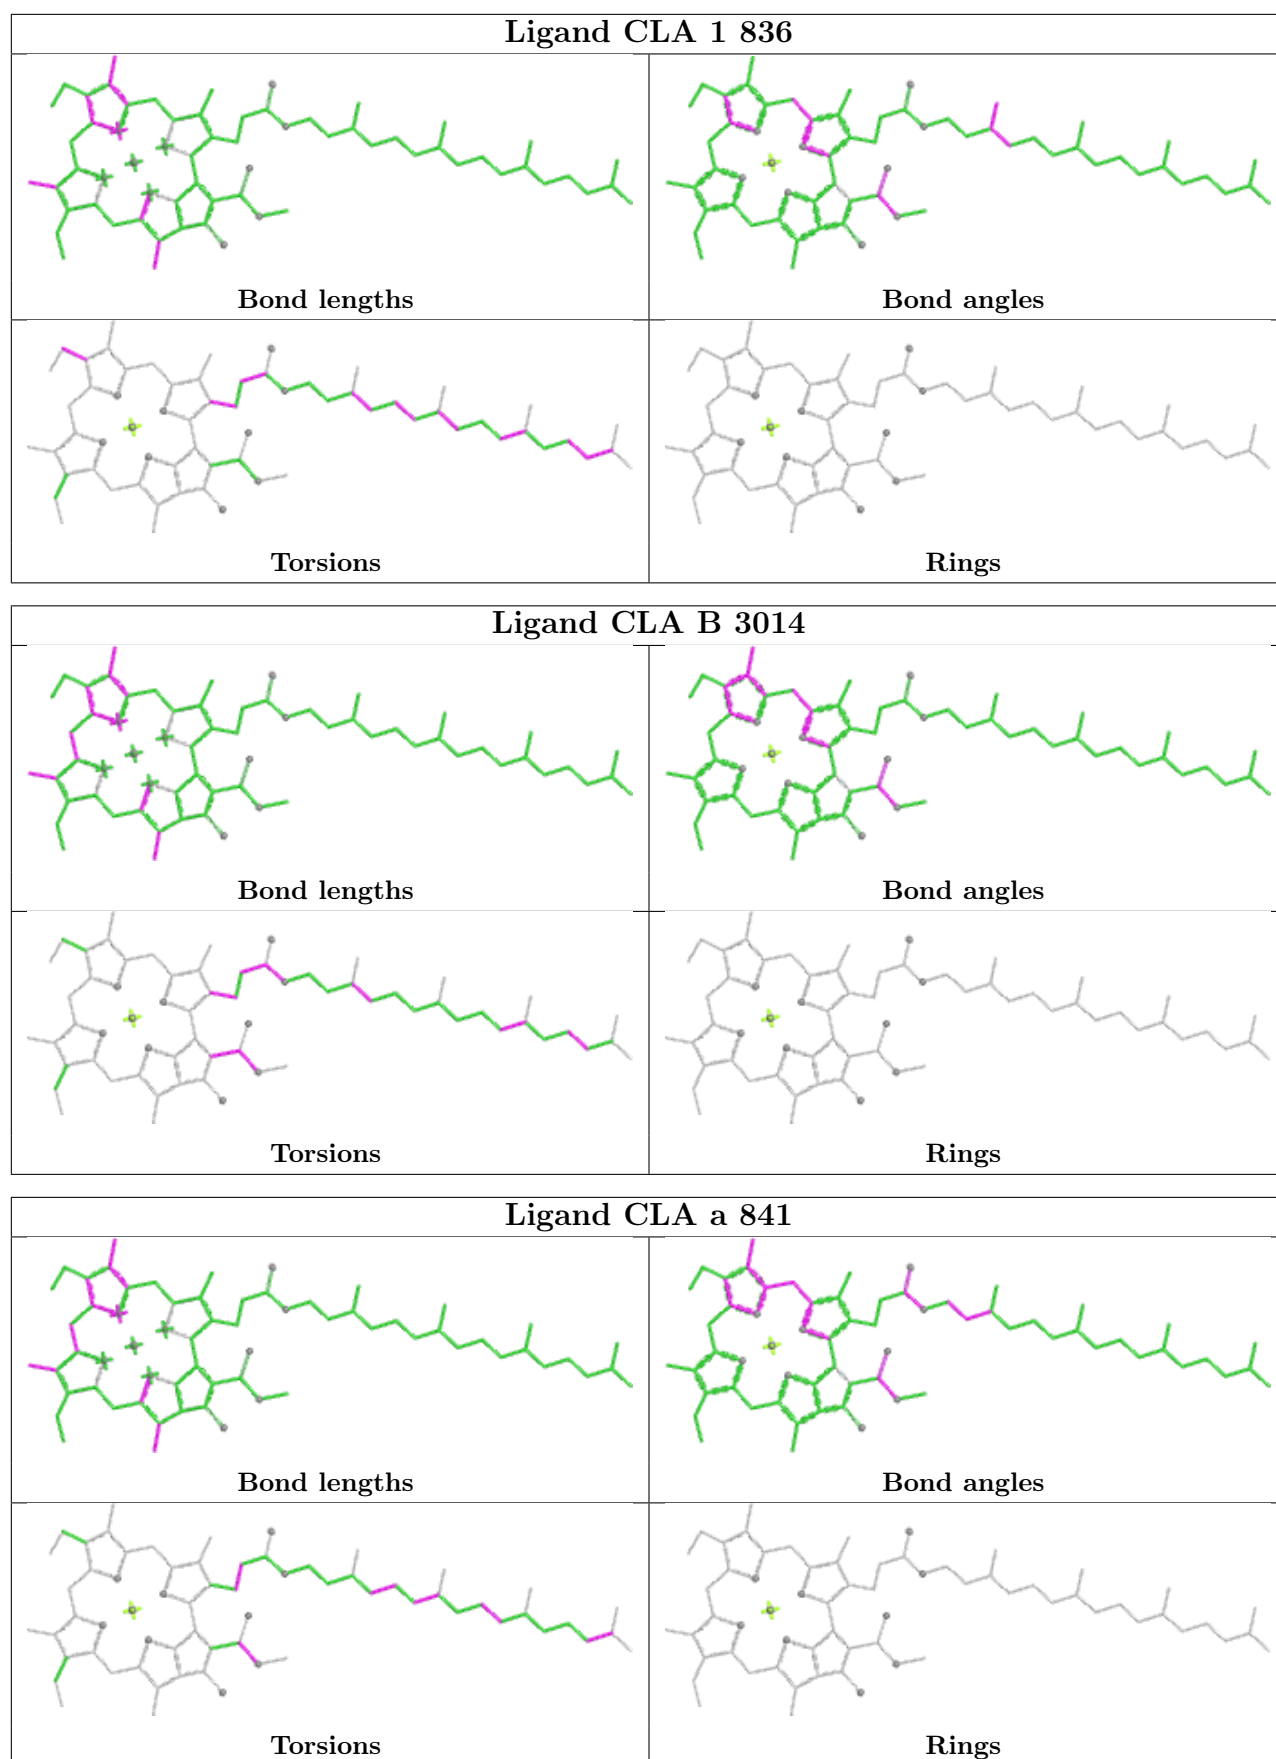 Ligand CLA 1 836
Bond lengths
Bond angles
Torsions
Rings
Ligand CLA B 3014
Bond lengths
Bond angles
Torsions
Rings
Ligand CLA a 841
Bond lengths
Bond angles
Torsions
Rings